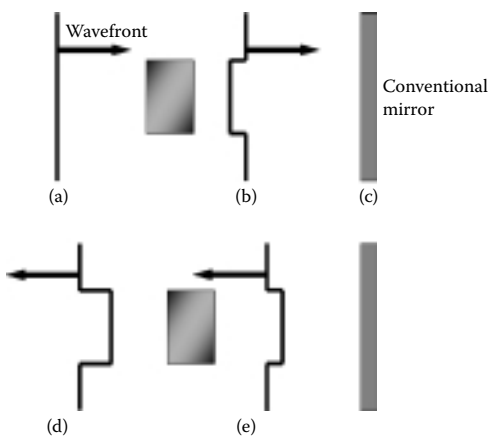 Wavefront
Conventional
mirror
(a)
(b)
(c)
(d)
(e)